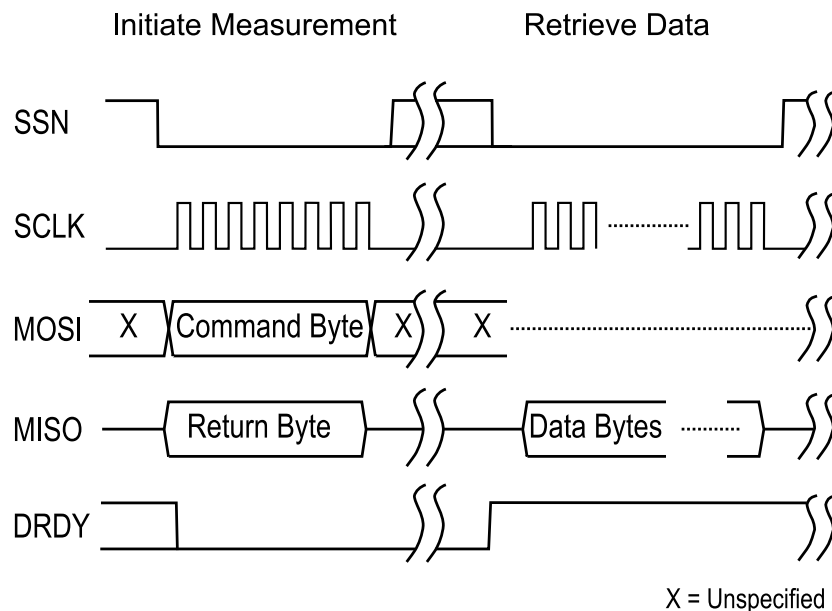 Initiate Measurement Retrieve Data
SSN
SCLK
MOSI X Command Byte X X
MISO Return Byte Data Bytes
DRDY
X = Unspecified